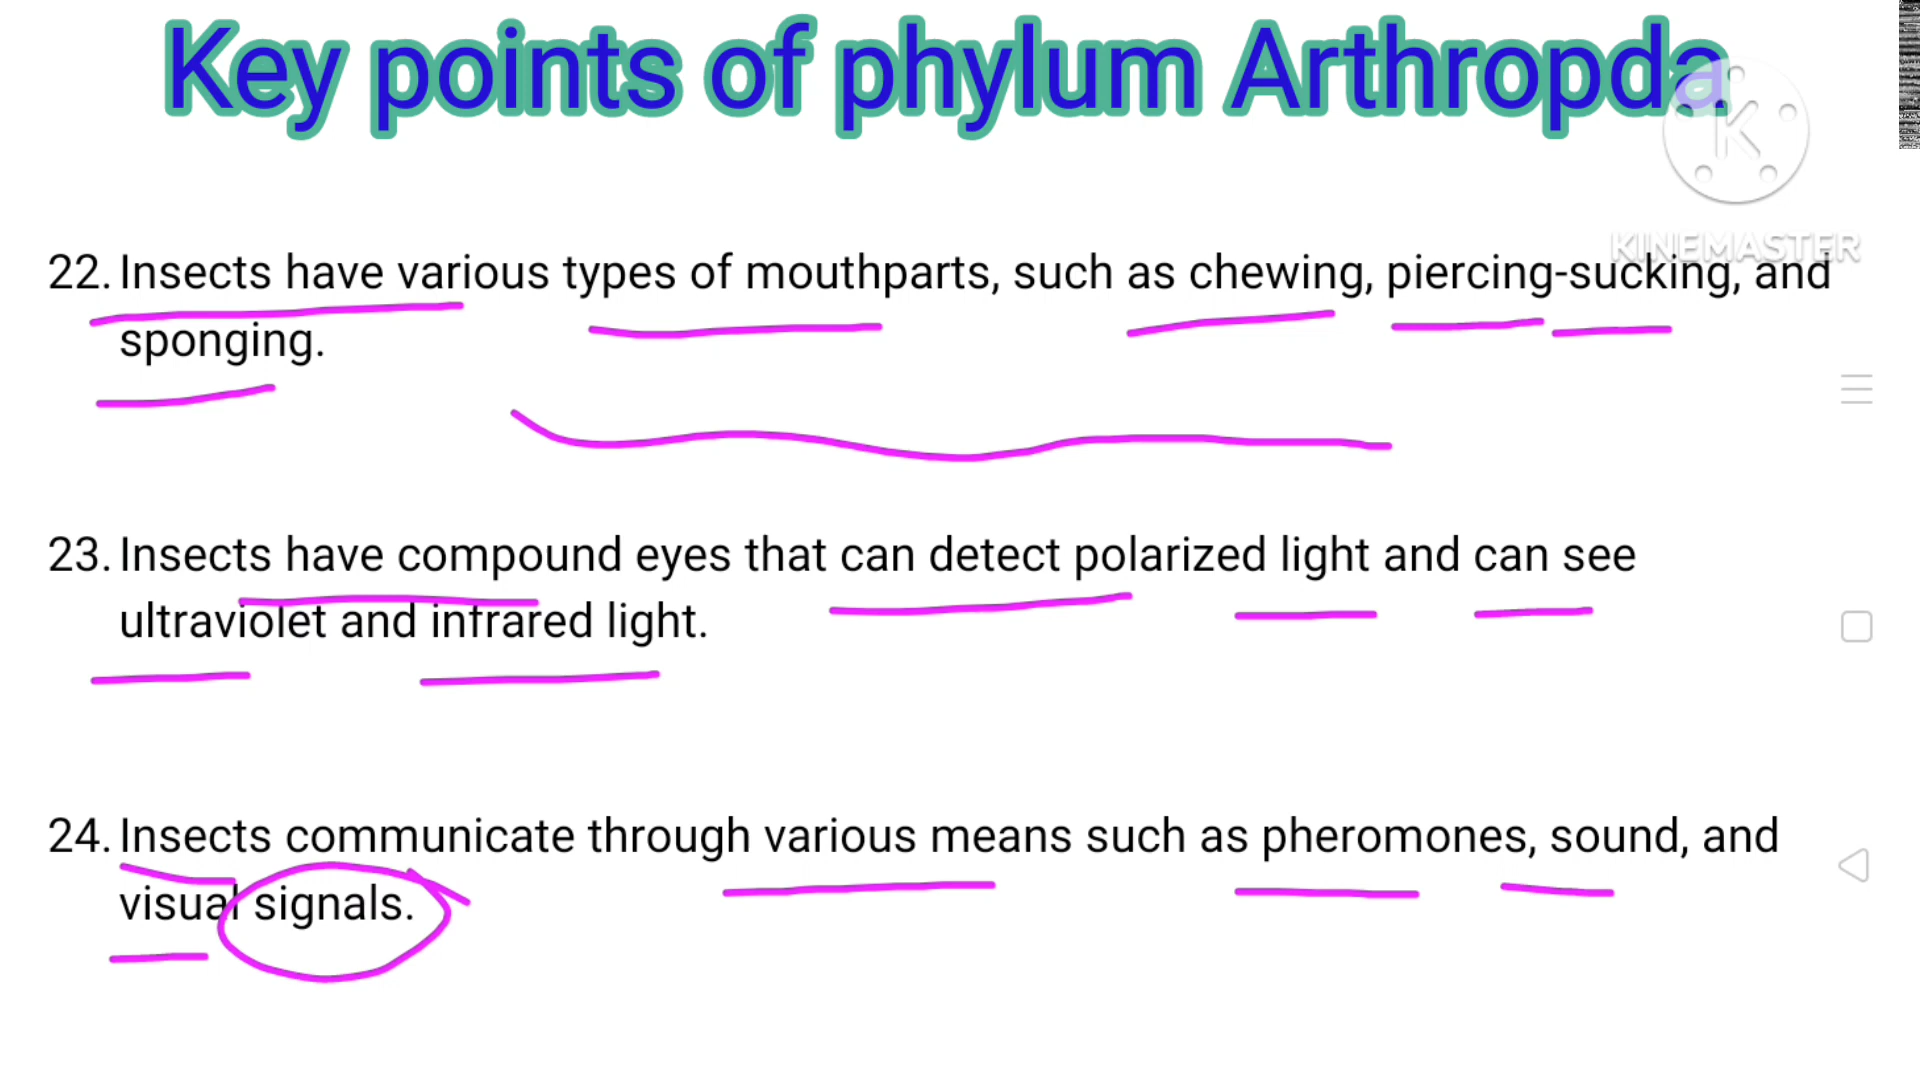 Key points of phylum Arthropda
K
KINEMASTER
22. Insects have various types of mouthparts, such as chewing, piercing-sucking, and
sponging.
23. Insects have compound eyes that can detect polarized light and can see
ultraviolet and infrared light.
24. Insects communicate through various means such as pheromones, sound, and
visual signals.